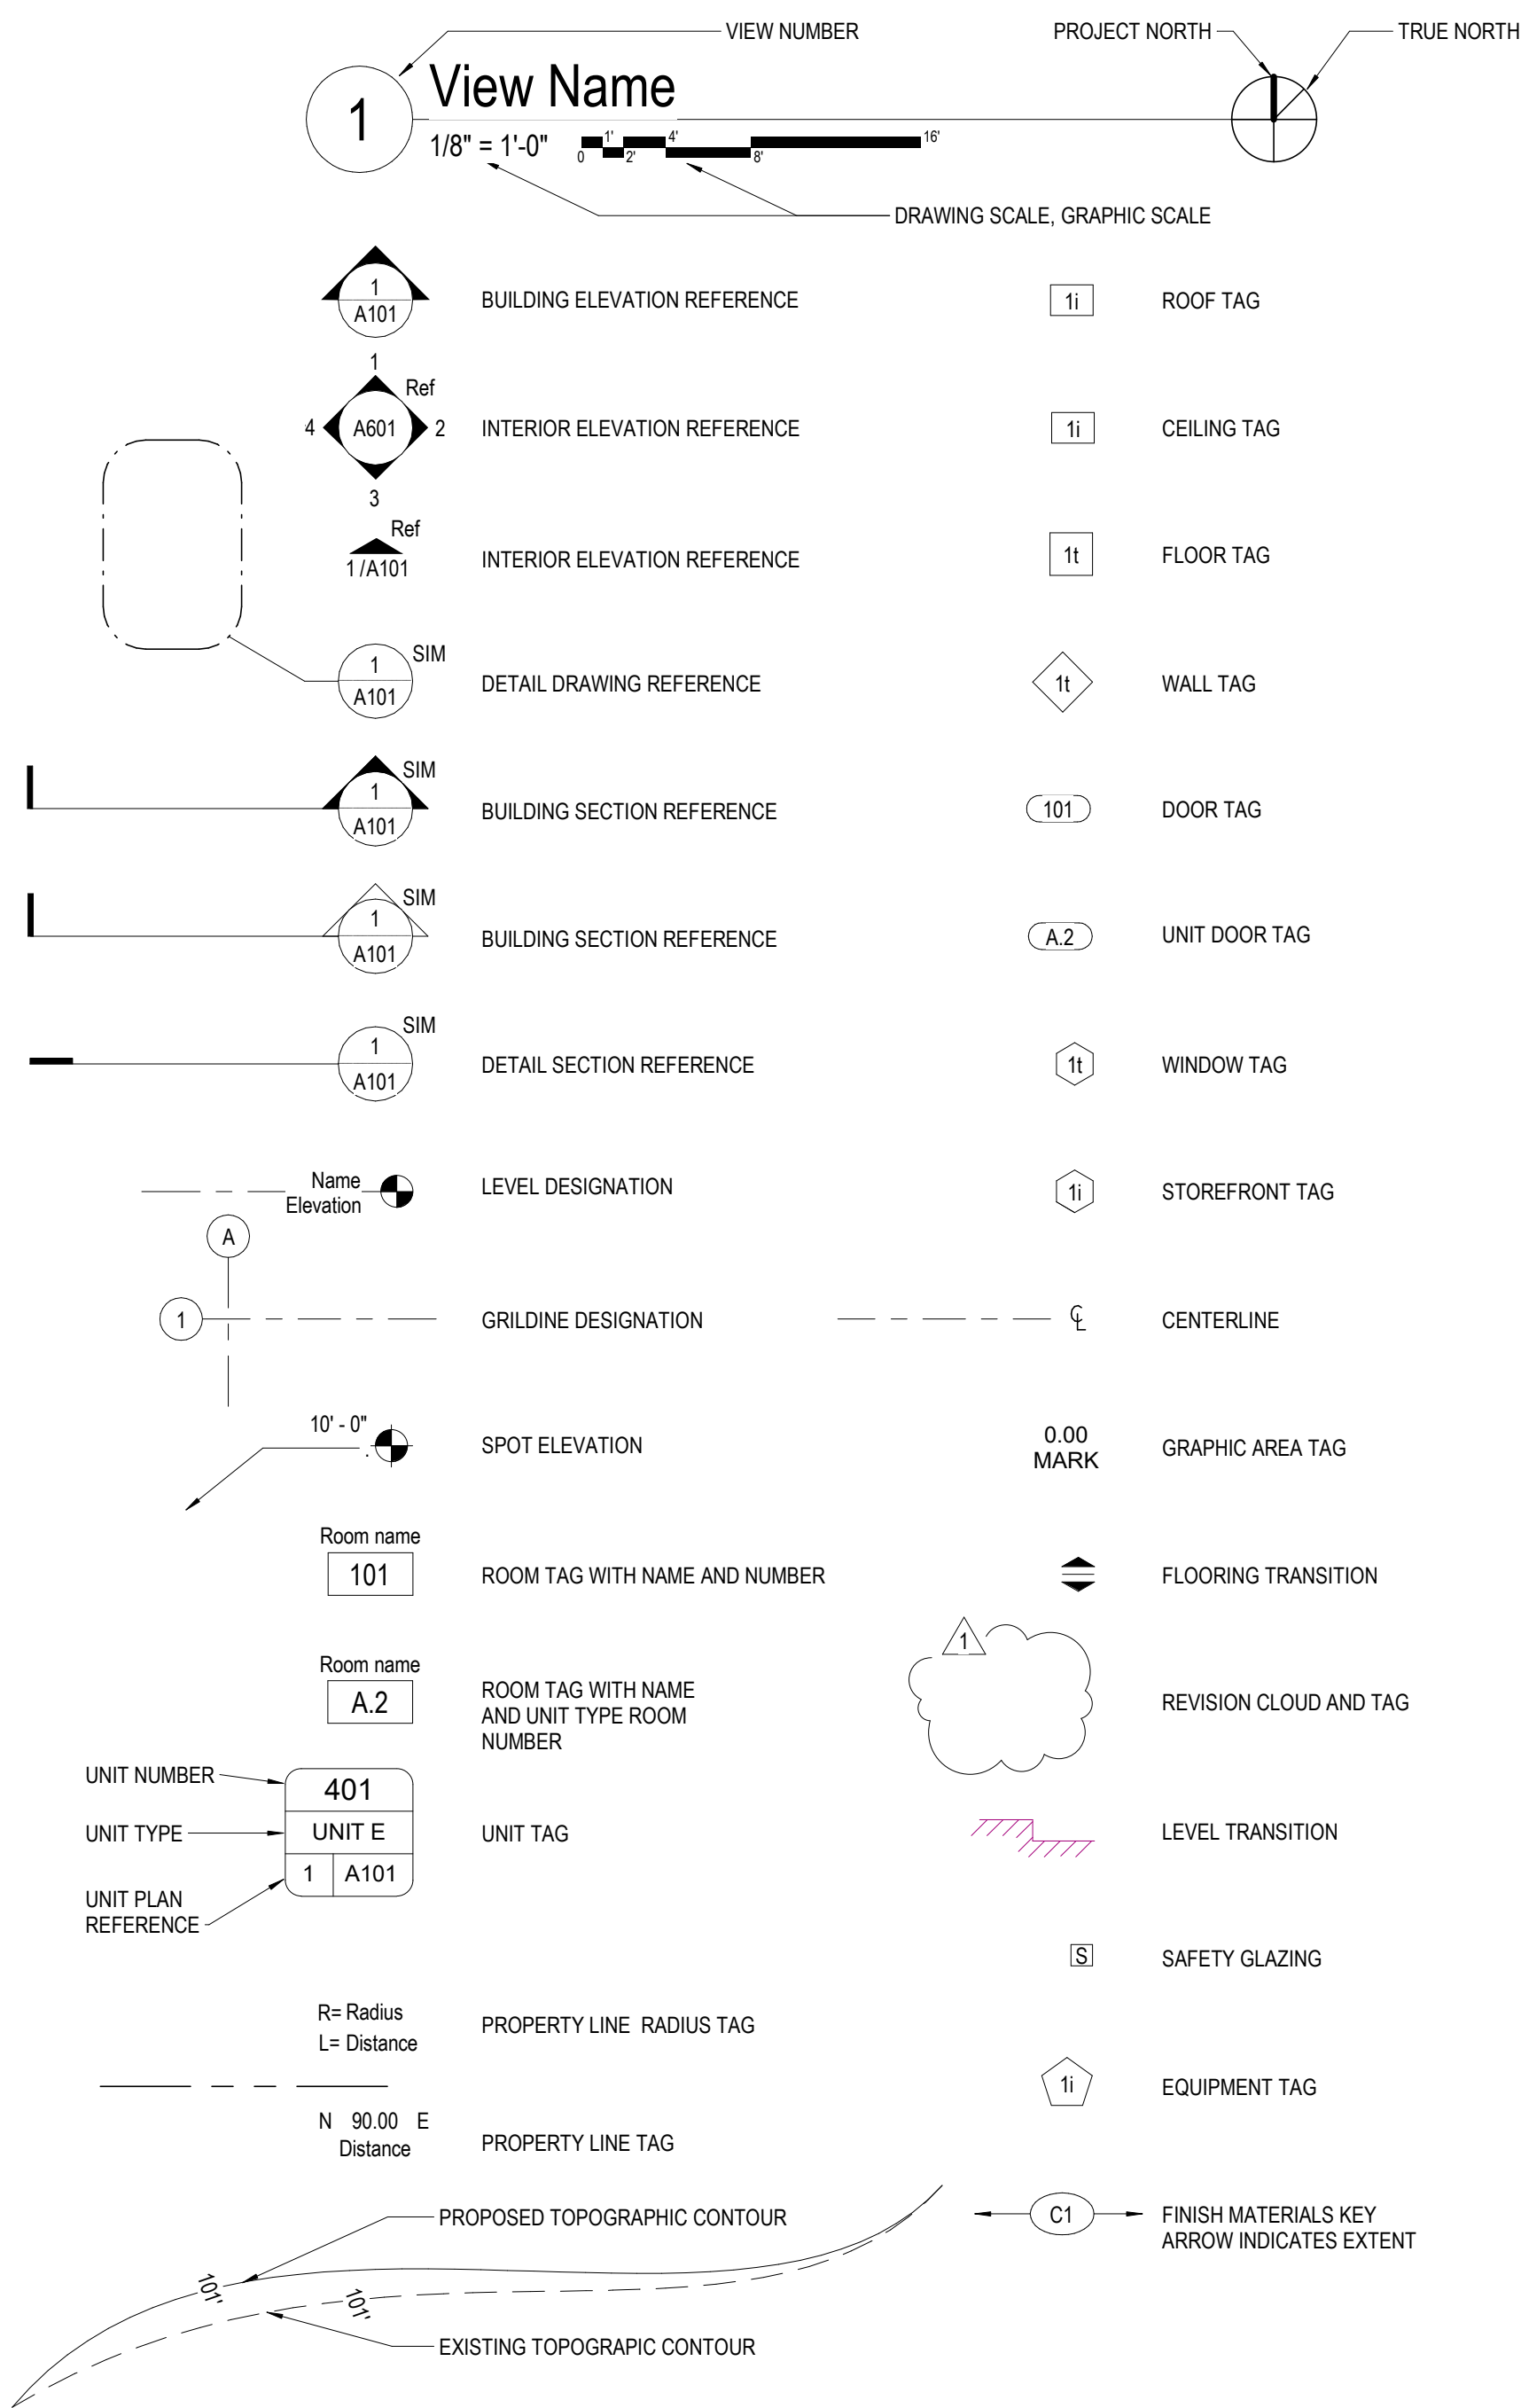 VIEW NUMBER
PROJECT NORTH
TRUE NORTH
1
View Name
1/8" = 1'-0"
0
1'
2'
4'
8'
16'
DRAWING SCALE, GRAPHIC SCALE
1
A101
BUILDING ELEVATION REFERENCE
1i
ROOF TAG
1
Ref
4
A601
2
3
INTERIOR ELEVATION REFERENCE
1i
CEILING TAG
Ref
1 /A101
INTERIOR ELEVATION REFERENCE
1t
FLOOR TAG
SIM
1
A101
DETAIL DRAWING REFERENCE
1t
WALL TAG
SIM
1
A101
BUILDING SECTION REFERENCE
101
DOOR TAG
SIM
1
A101
BUILDING SECTION REFERENCE
A.2
UNIT DOOR TAG
SIM
1
A101
DETAIL SECTION REFERENCE
1t
WINDOW TAG
Name
Elevation
LEVEL DESIGNATION
1i
STOREFRONT TAG
A
1
GRILDINE DESIGNATION
CL
CENTERLINE
10' - 0"
.
SPOT ELEVATION
0.00
MARK
GRAPHIC AREA TAG
Room name
101
ROOM TAG WITH NAME AND NUMBER
FLOORING TRANSITION
Room name
A.2
ROOM TAG WITH NAME
AND UNIT TYPE ROOM
NUMBER
1
REVISION CLOUD AND TAG
UNIT NUMBER
UNIT TYPE
UNIT PLAN
REFERENCE
401
UNIT E
1
A101
UNIT TAG
LEVEL TRANSITION
S
SAFETY GLAZING
R= Radius
L= Distance
PROPERTY LINE RADIUS TAG
1i
EQUIPMENT TAG
N 90.00 E
Distance
PROPERTY LINE TAG
PROPOSED TOPOGRAPHIC CONTOUR
C1
FINISH MATERIALS KEY
ARROW INDICATES EXTENT
101'
101'
EXISTING TOPOGRAPIC CONTOUR